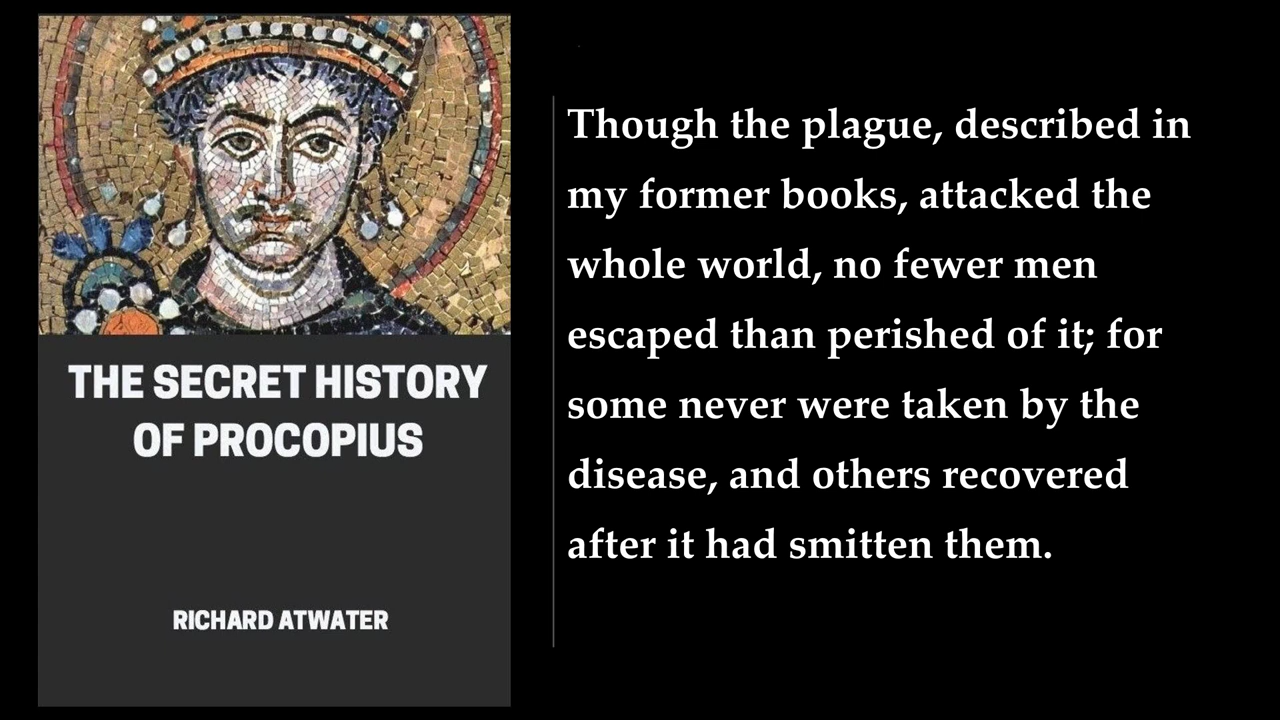 THE SECRET HISTORY
OF PROCOPIUS
RICHARD ATWATER
Though the plague, described in
my former books, attacked the
whole world, no fewer men
escaped than perished of it; for
some never were taken by the
disease, and others recovered
after it had smitten them.